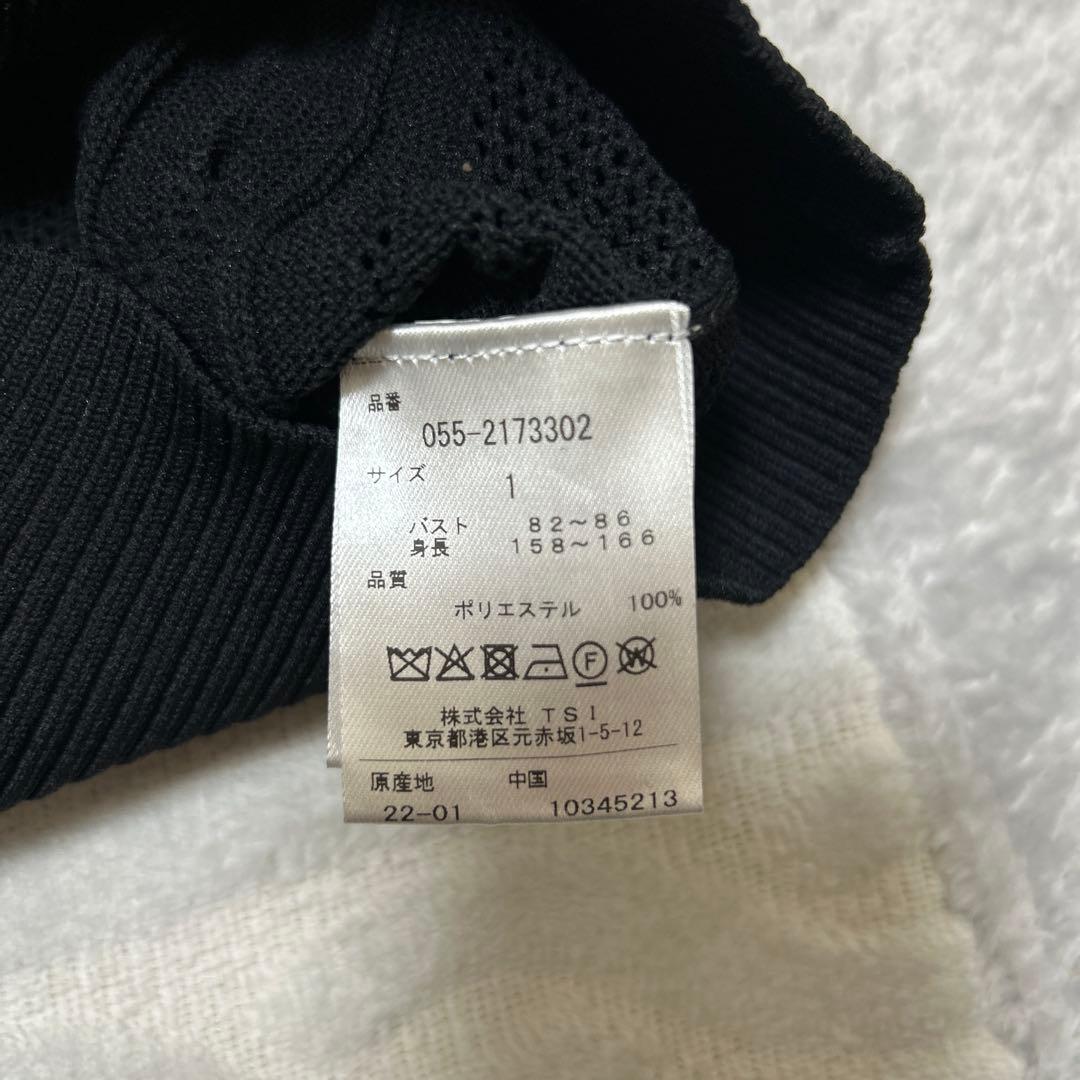 品番
055-2173302
サイズ
1
バスト 82～86
身長 158～166
品質
ポリエステル 100%
F W
株式会社 TSI
東京都港区元赤坂1-5-12
原産地 中国
22-01 10345213